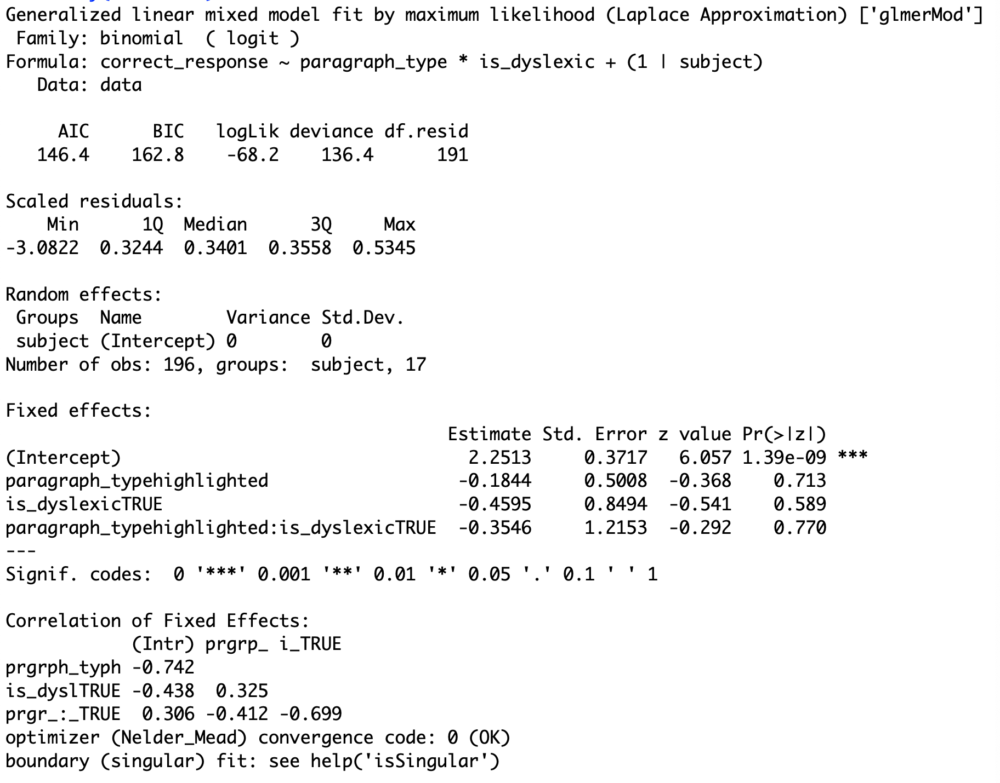 Generalized linear mixed model fit by maximum likelihood (Laplace Approximation) ['glmerMod']
 Family: binomial  ( logit )
Formula: correct_response ~ paragraph_type * is_dyslexic + (1 | subject)
   Data: data

     AIC      BIC   logLik deviance df.resid
   146.4    162.8    -68.2    136.4      191

Scaled residuals:
    Min      1Q  Median      3Q     Max
-3.0822  0.3244  0.3401  0.3558  0.5345

Random effects:
 Groups  Name        Variance Std.Dev.
 subject (Intercept) 0        0
Number of obs: 196, groups:  subject, 17

Fixed effects:
                                          Estimate Std. Error z value Pr(>|z|)
(Intercept)                                 2.2513     0.3717   6.057 1.39e-09 ***
paragraph_typehighlighted                  -0.1844     0.5008  -0.368    0.713
is_dyslexicTRUE                            -0.4595     0.8494  -0.541    0.589
paragraph_typehighlighted:is_dyslexicTRUE  -0.3546     1.2153  -0.292    0.770
---
Signif. codes:  0 '***' 0.001 '**' 0.01 '*' 0.05 '.' 0.1 ' ' 1

Correlation of Fixed Effects:
            (Intr) prgrp_ i_TRUE
prgrph_typh -0.742
is_dyslTRUE -0.438  0.325
prgr_:_TRUE  0.306 -0.412 -0.699
optimizer (Nelder_Mead) convergence code: 0 (OK)
boundary (singular) fit: see help('isSingular')